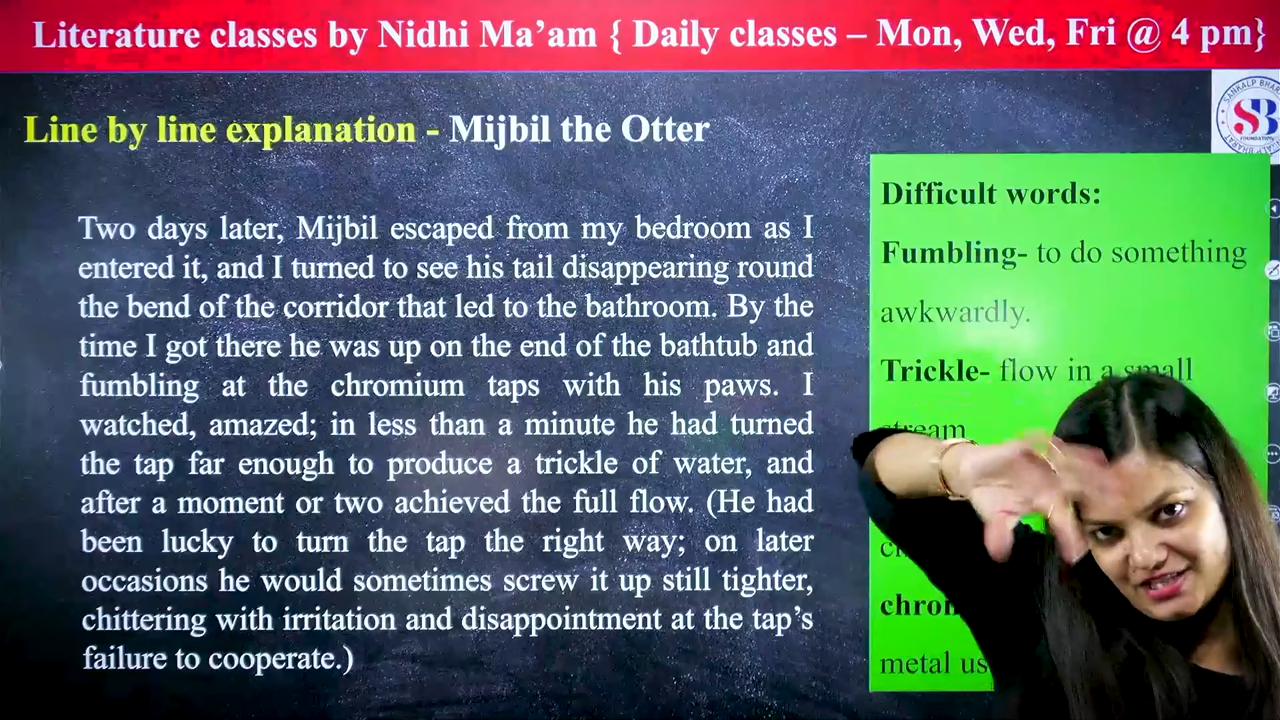 Literature classes by Nidhi Ma’am { Daily classes – Mon, Wed, Fri @ 4 pm}
Line by line explanation - Mijbil the Otter
Two days later, Mijbil escaped from my bedroom as I
entered it, and I turned to see his tail disappearing round
the bend of the corridor that led to the bathroom. By the
time I got there he was up on the end of the bathtub and
fumbling at the chromium taps with his paws. I
watched, amazed; in less than a minute he had turned
the tap far enough to produce a trickle of water, and
after a moment or two achieved the full flow. (He had
been lucky to turn the tap the right way; on later
occasions he would sometimes screw it up still tighter,
chittering with irritation and disappointment at the tap’s
failure to cooperate.)
SB
FOUNDATION
Difficult words:
Fumbling- to do something
awkwardly.
Trickle- flow in a small
stream
metal